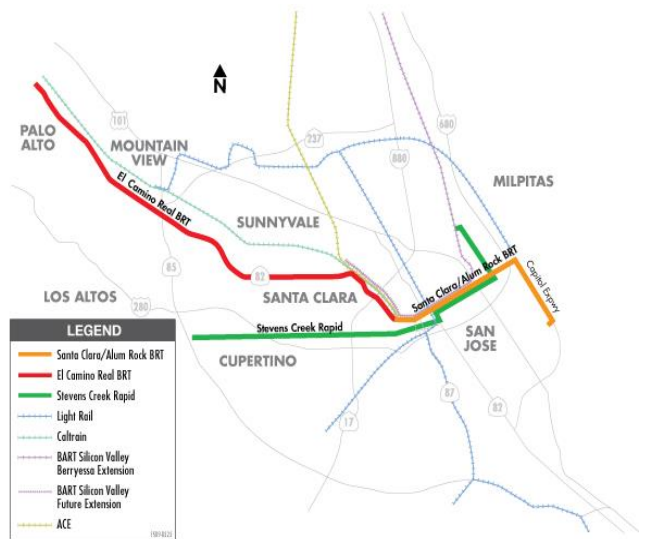 N
PALO
ALTO
101
MOUNTAIN
VIEW
237
880
680
MILPITAS
El Camino Real BRT
SUNNYVALE
85
82
SANTA CLARA
Santa Clara/Alum Rock BRT
Capitol Expwy
LOS ALTOS
280
Stevens Creek Rapid
SAN
JOSE
CUPERTINO
17
87
82
LEGEND
Santa Clara/Alum Rock BRT
El Camino Real BRT
Stevens Creek Rapid
Light Rail
Caltrain
BART Silicon Valley
Berryessa Extension
BART Silicon Valley
Future Extension
ACE